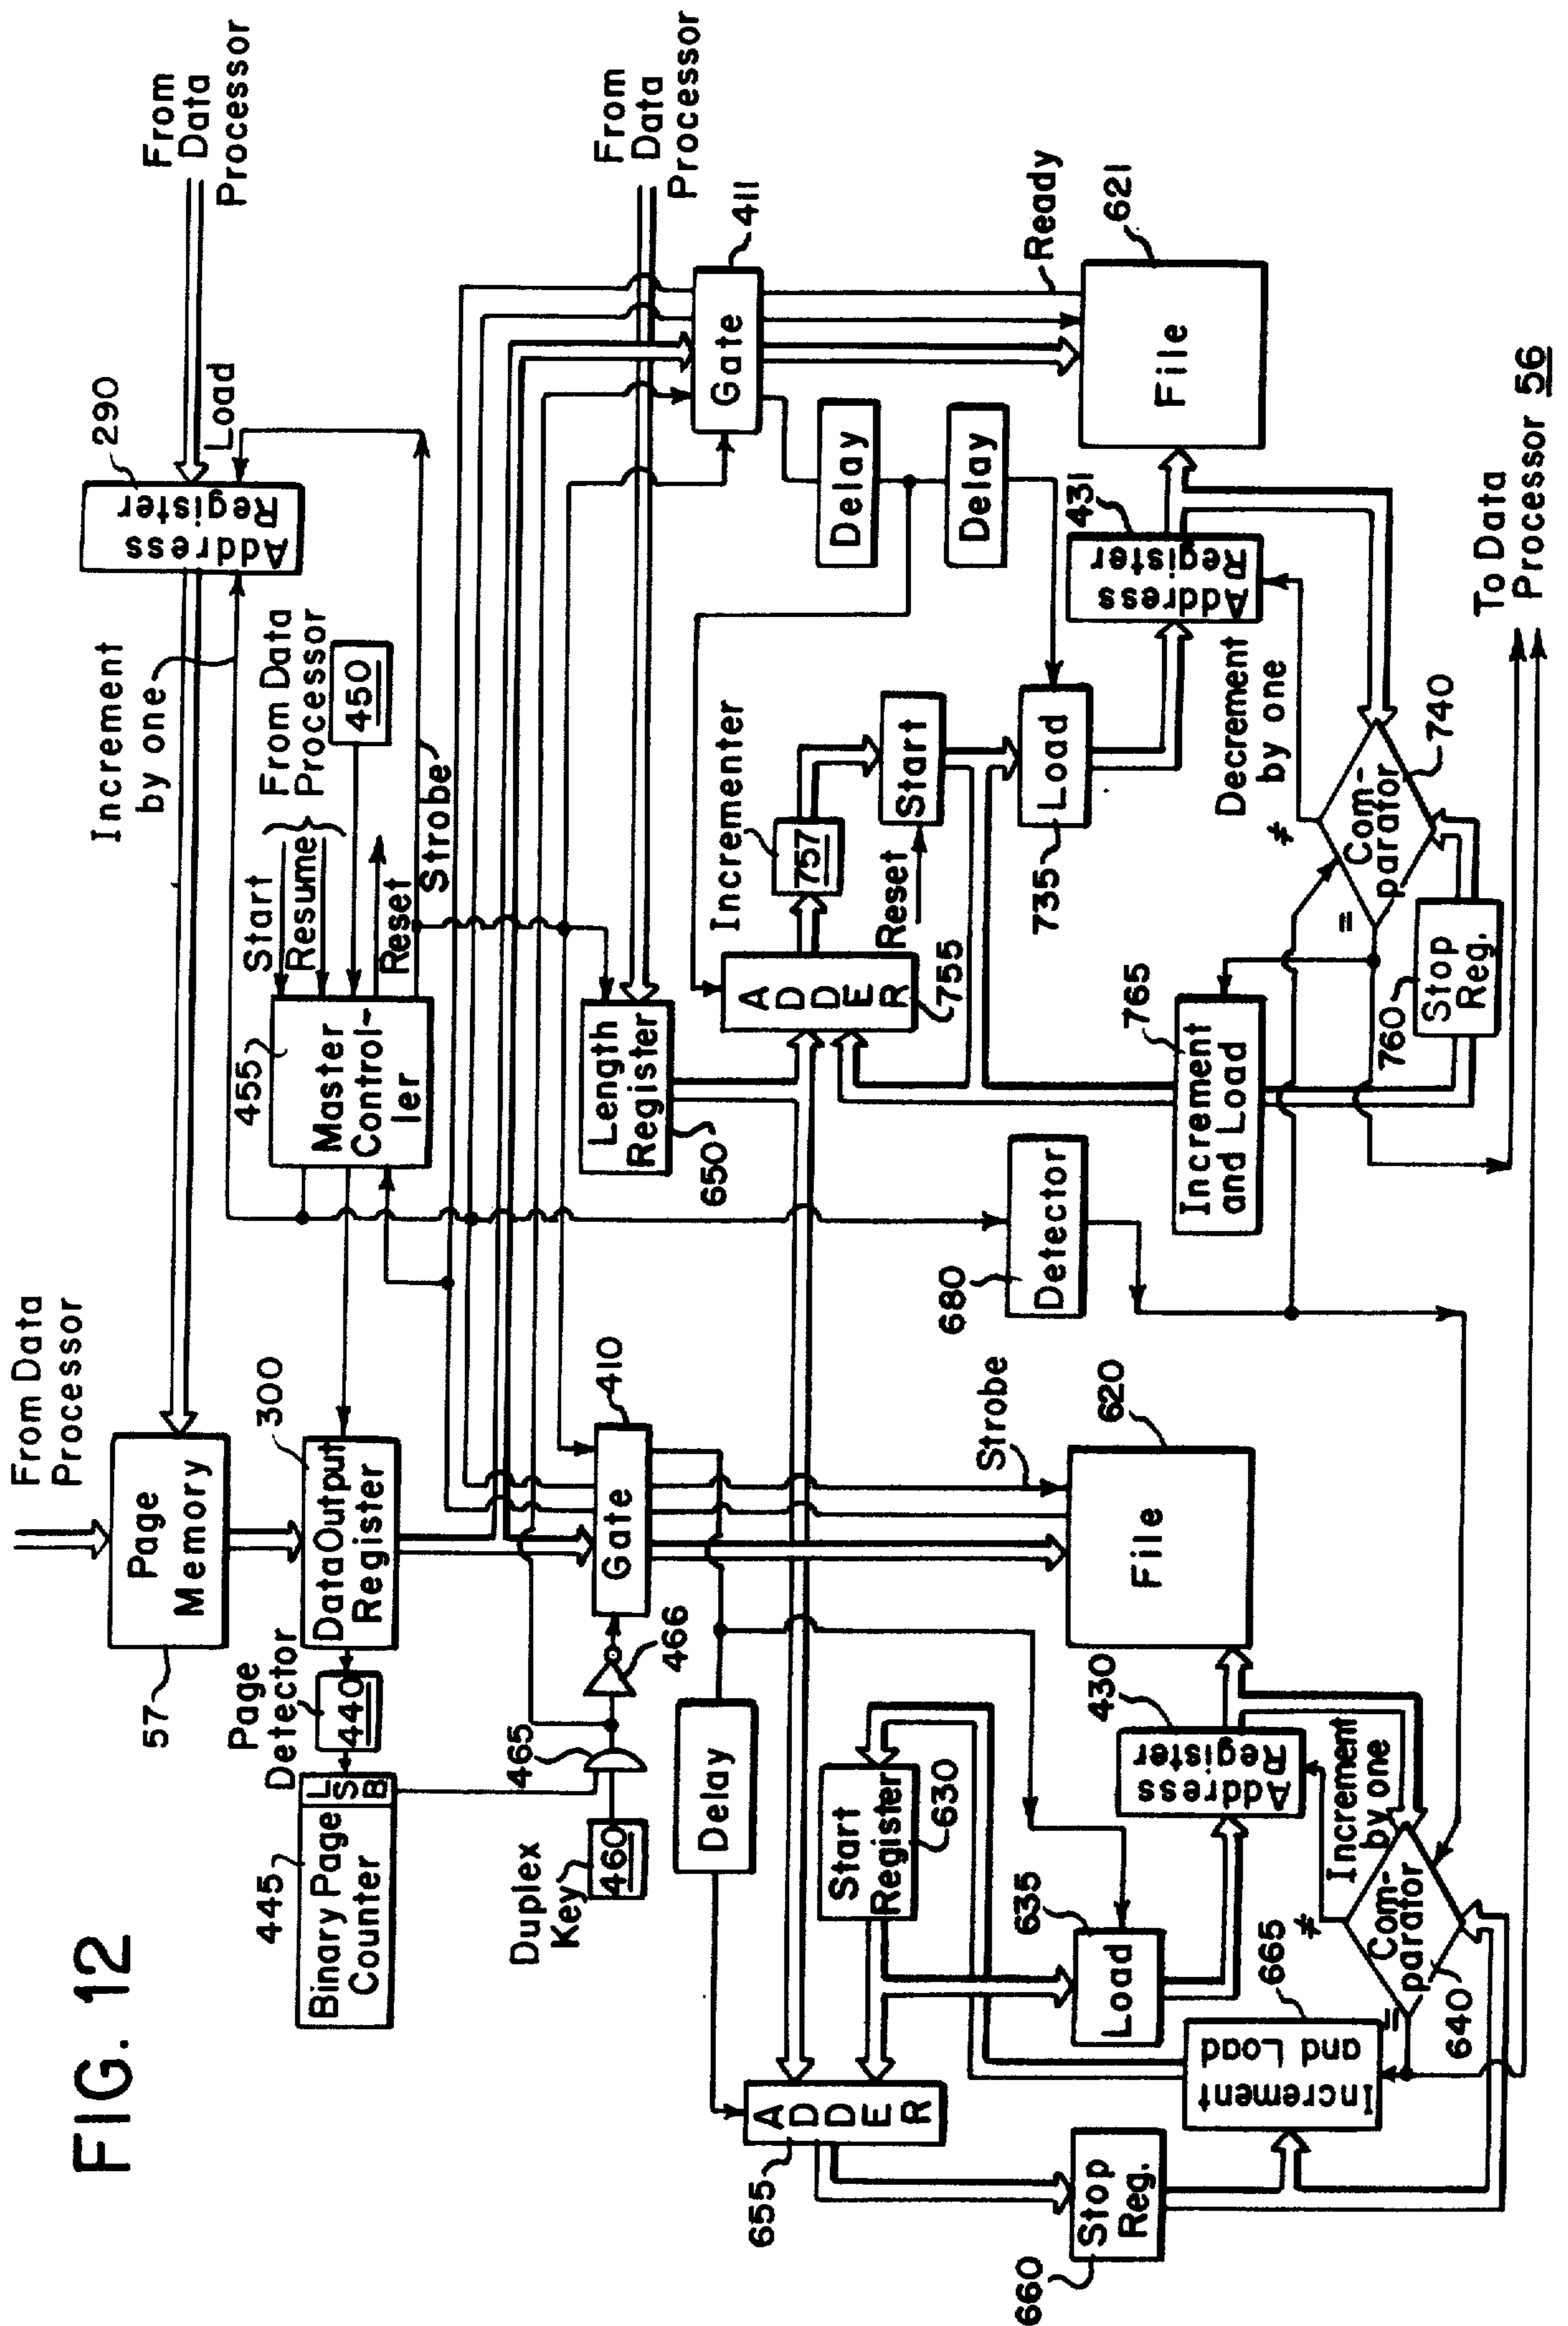 FIG. 12
From Data
Processor
Page
Memory
57
Increment
by one
290
Address
Register
Load
From
Data
Processor
300
Data Output
Register
Page
Detector
440
445
Binary Page
Counter
LSB
455
Master
Control-
ler
Start
Resume
From Data
Processor
450
Reset
Strobe
Duplex
Key
460
465
466
410
Gate
Length
Register
650
From
Data
Processor
411
Gate
Delay
Delay
Delay
Ready
621
File
Strobe
620
File
680
Detector
ADDER
755
Incrementer
757
Start
Reset
735
Load
431
Address
Register
Decrement
by one
≠
=
Com-
parator
740
765
Increment
and Load
760
Stop
Reg.
Start
Register
630
635
Load
430
Address
Register
Increment
by one
≠
=
Com-
parator
640
665
Increment
and Load
ADDER
655
660
Stop
Reg.
To Data
Processor 56